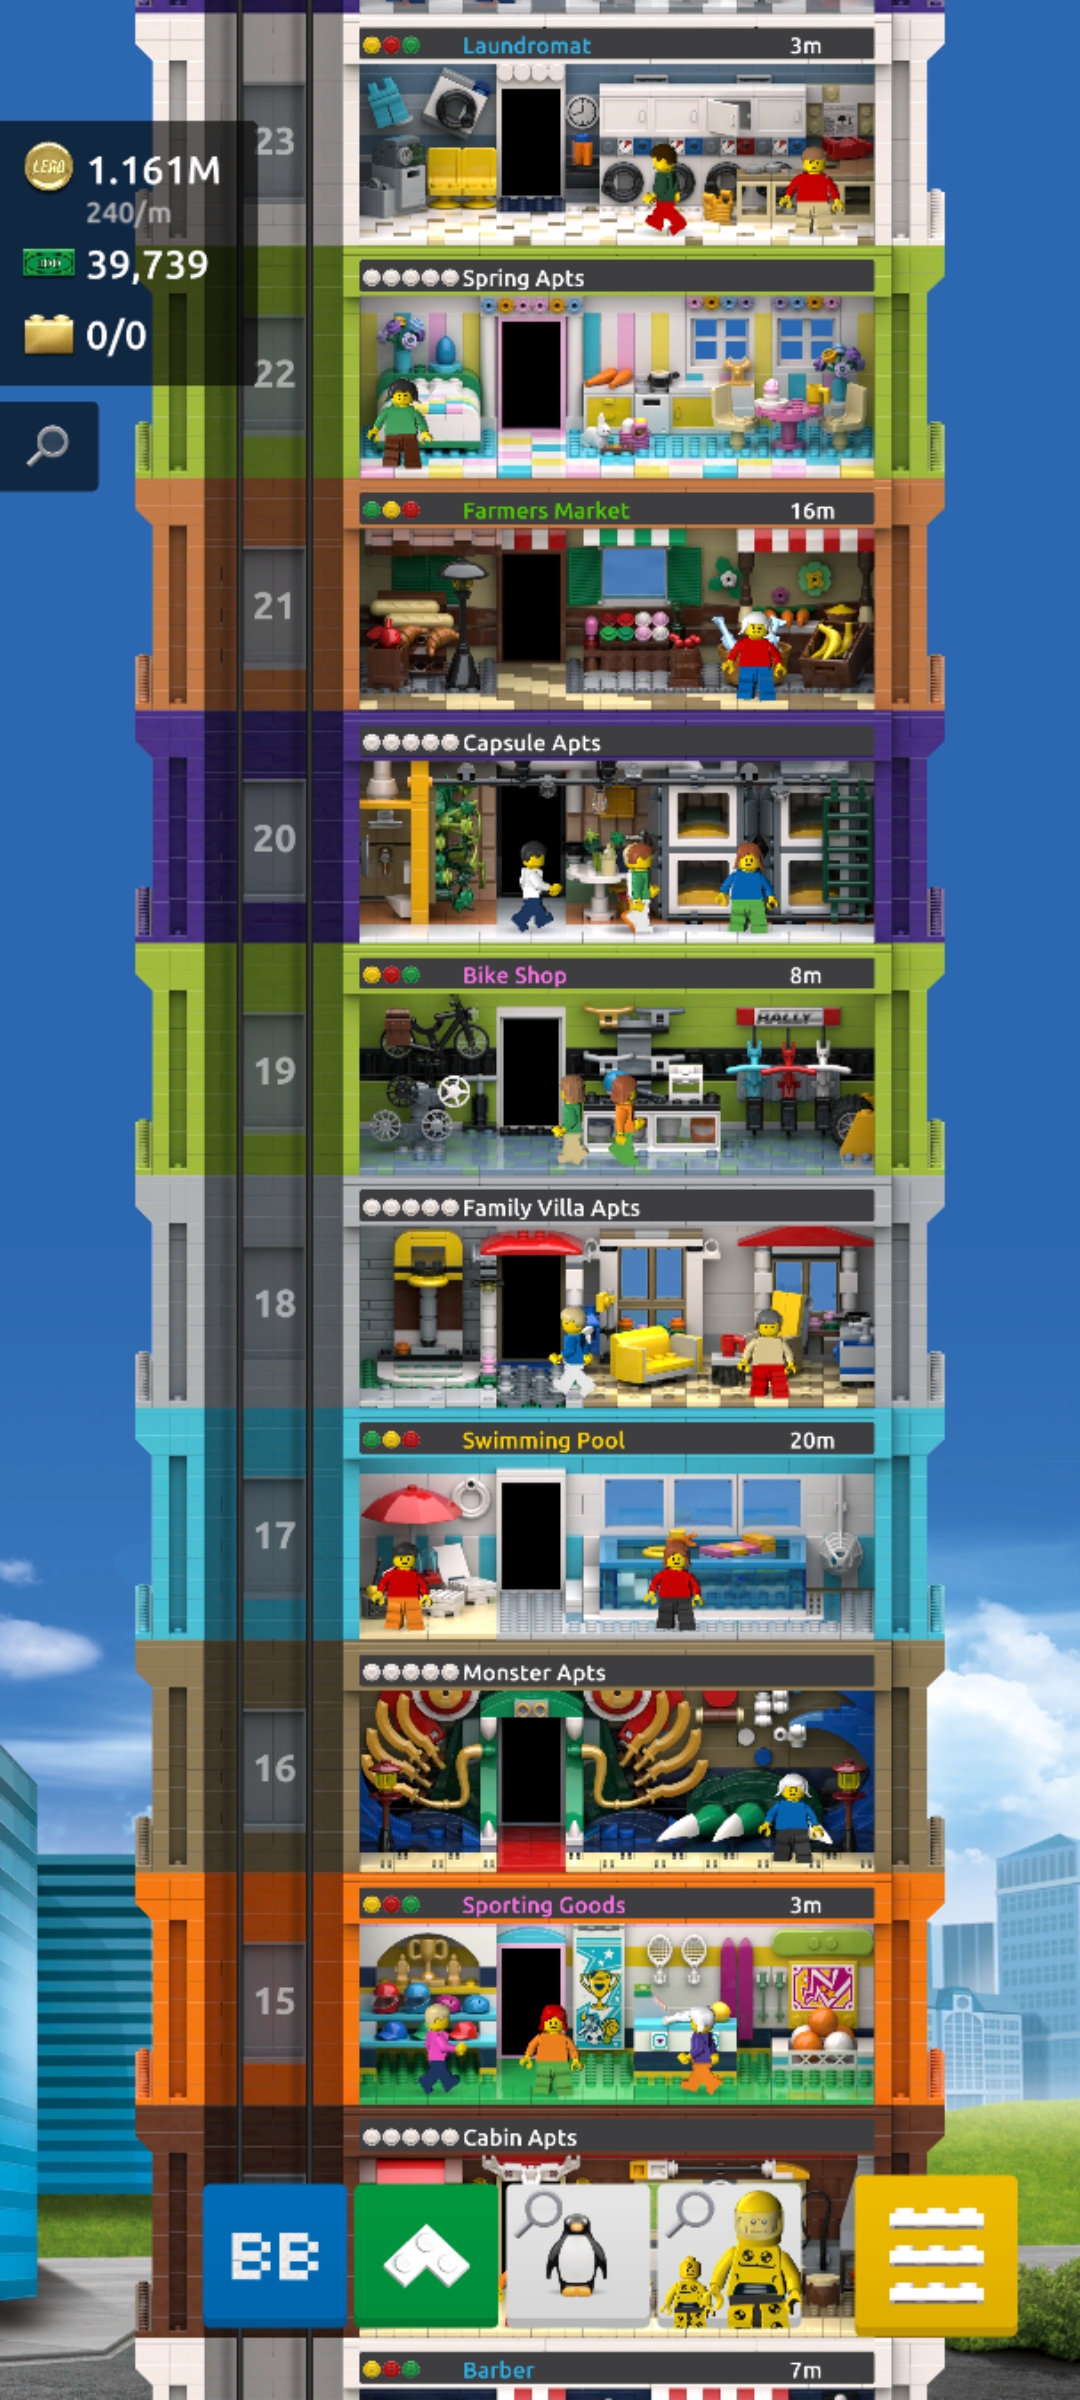 Laundromat 3m
23
LEGO 1.161M
240/m
39,739
0/0
Spring Apts
22
Farmers Market 16m
21
Capsule Apts
20
Bike Shop 8m
HALLY
19
Family Villa Apts
18
Swimming Pool 20m
17
Monster Apts
16
Sporting Goods 3m
15
Cabin Apts
BB
Barber 7m